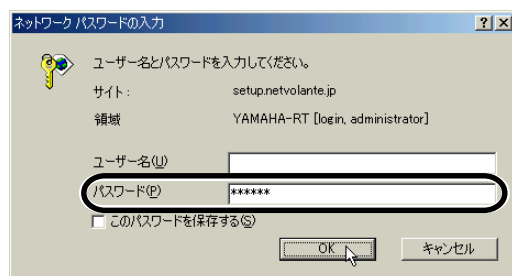 ネットワーク パスワードの入力
ユーザー名とパスワードを入力してください。
サイト: setup.netvolante.jp
領域 YAMAHA-RT [login, administrator]
ユーザー名(U)
パスワード(P) ******
このパスワードを保存する(S)
OK キャンセル